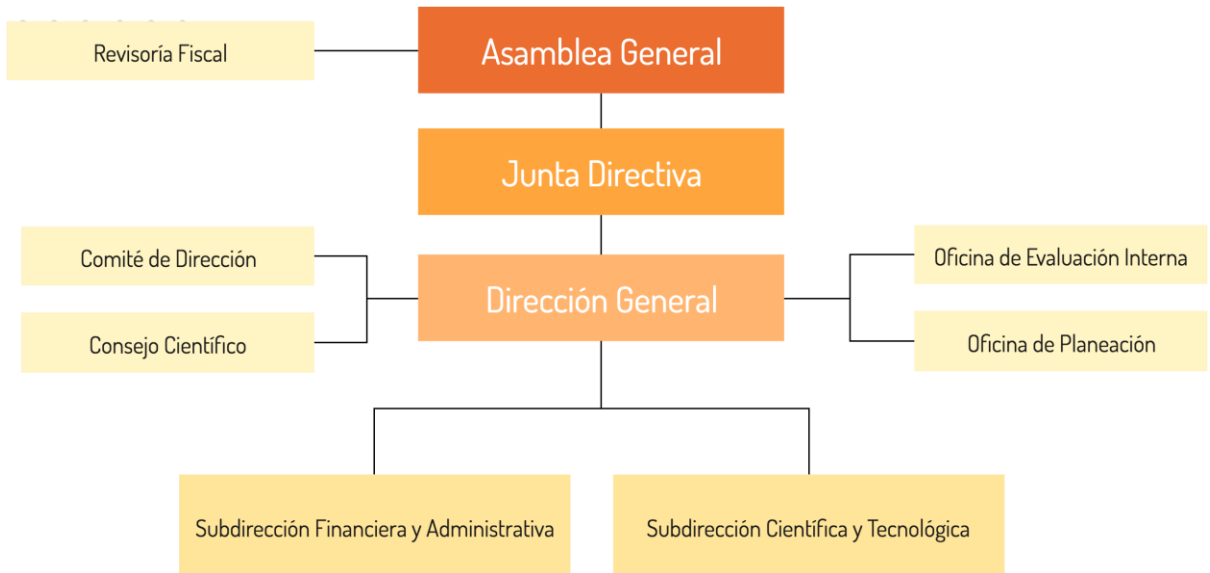 Revisoría Fiscal
Asamblea General
Junta Directiva
Comité de Dirección
Consejo Científico
Dirección General
Oficina de Evaluación Interna
Oficina de Planeación
Subdirección Financiera y Administrativa
Subdirección Científica y Tecnológica